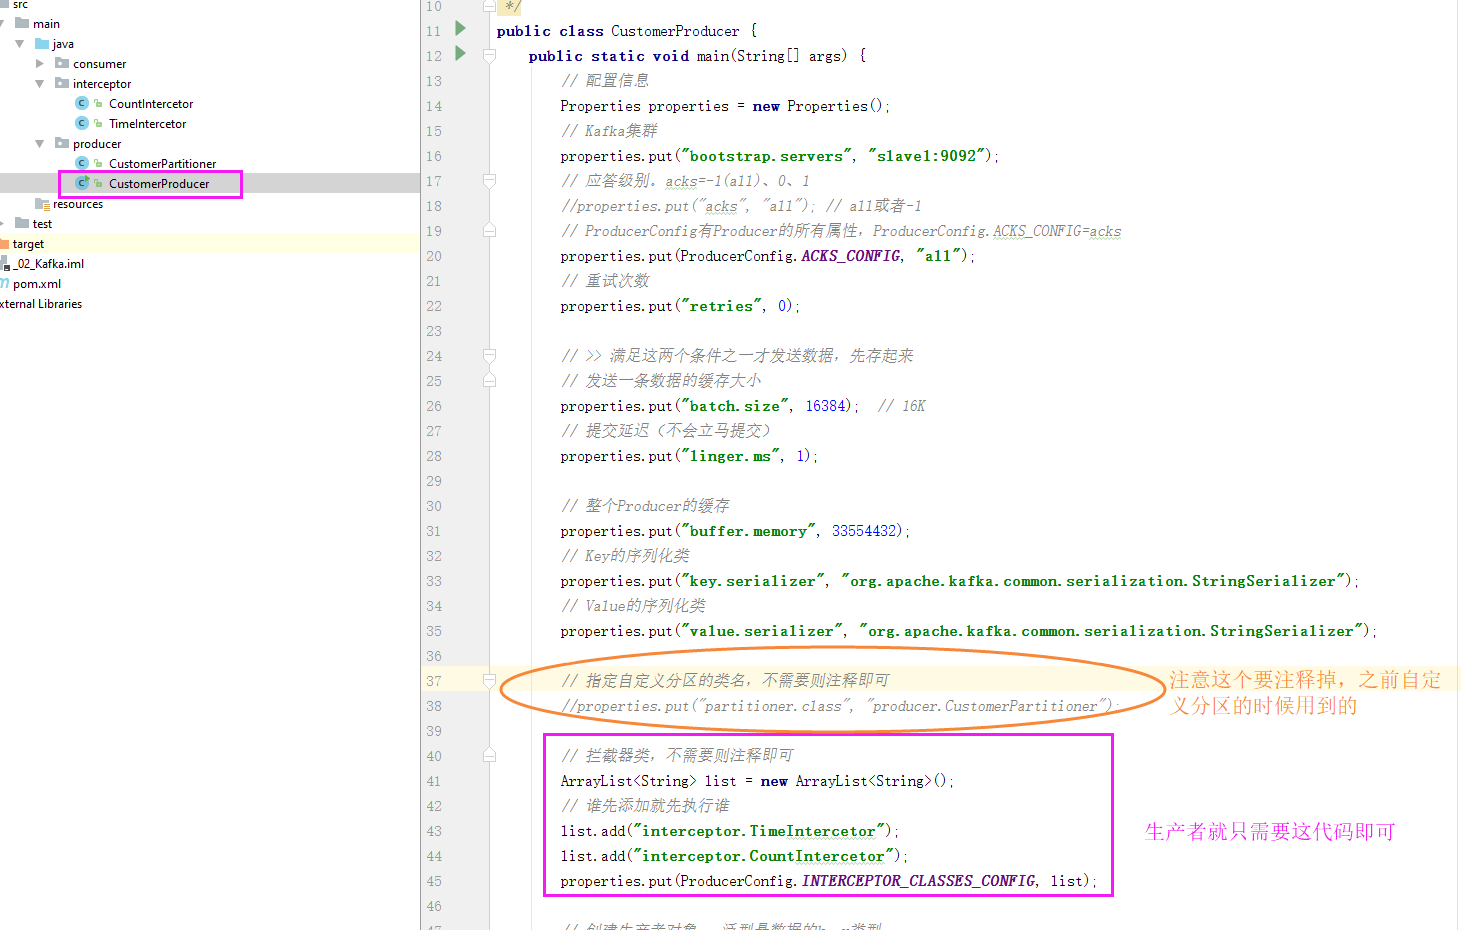 src
main
java
consumer
interceptor
CountIntercetor
TimeIntercetor
producer
CustomerPartitioner
CustomerProducer
resources
test
target
_02_Kafka.iml
pom.xml
xternal Libraries
10 */
11 public class CustomerProducer {
12 public static void main(String[] args) {
13 // 配置信息
14 Properties properties = new Properties();
15 // Kafka集群
16 properties.put("bootstrap.servers", "slave1:9092");
17 // 应答级别。acks=-1(all)、0、1
18 //properties.put("acks", "all"); // all或者-1
19 // ProducerConfig有Producer的所有属性，ProducerConfig.ACKS_CONFIG=acks
20 properties.put(ProducerConfig.ACKS_CONFIG, "all");
21 // 重试次数
22 properties.put("retries", 0);
23
24 // >> 满足这两个条件之一才发送数据，先存起来
25 // 发送一条数据的缓存大小
26 properties.put("batch.size", 16384); // 16K
27 // 提交延迟（不会立马提交）
28 properties.put("linger.ms", 1);
29
30 // 整个Producer的缓存
31 properties.put("buffer.memory", 33554432);
32 // Key的序列化类
33 properties.put("key.serializer", "org.apache.kafka.common.serialization.StringSerializer");
34 // Value的序列化类
35 properties.put("value.serializer", "org.apache.kafka.common.serialization.StringSerializer");
36
37 // 指定自定义分区的类名，不需要则注释即可
38 //properties.put("partitioner.class", "producer.CustomerPartitioner");
注意这个要注释掉，之前自定
义分区的时候用到的
39
40 // 拦截器类，不需要则注释即可
41 ArrayList<String> list = new ArrayList<String>();
42 // 谁先添加就先执行谁
43 list.add("interceptor.TimeIntercetor");
生产者就只需要这代码即可
44 list.add("interceptor.CountIntercetor");
45 properties.put(ProducerConfig.INTERCEPTOR_CLASSES_CONFIG, list);
46